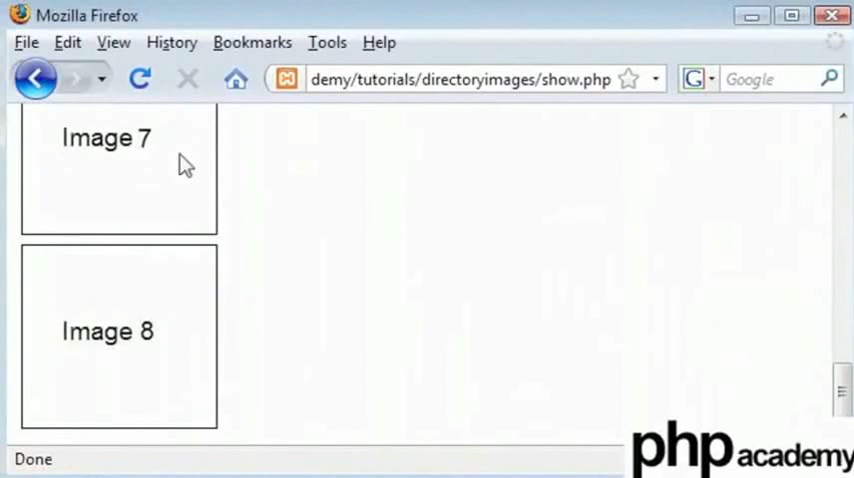 Mozilla Firefox
File Edit View History Bookmarks Tools Help
demy/tutorials/directoryimages/show.php
G Google
Image 7
Image 8
Done
php academy